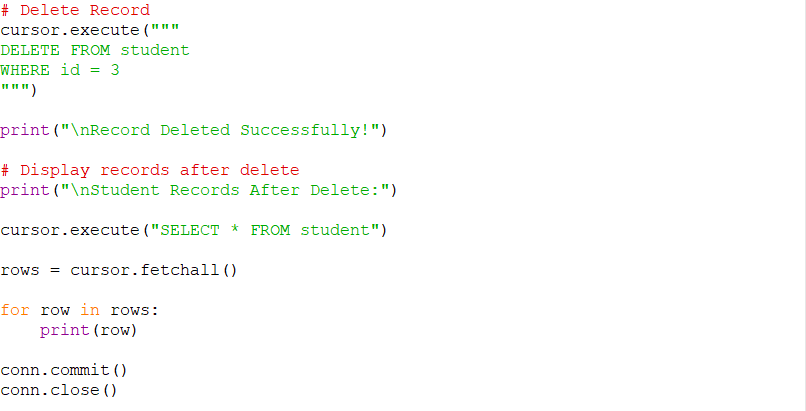 # Delete Record
cursor.execute("""
DELETE FROM student
WHERE id = 3
""")
print("\nRecord Deleted Successfully!")
# Display records after delete
print("\nStudent Records After Delete:")
cursor.execute("SELECT * FROM student")
rows = cursor.fetchall()
for row in rows:
    print(row)
conn.commit()
conn.close()